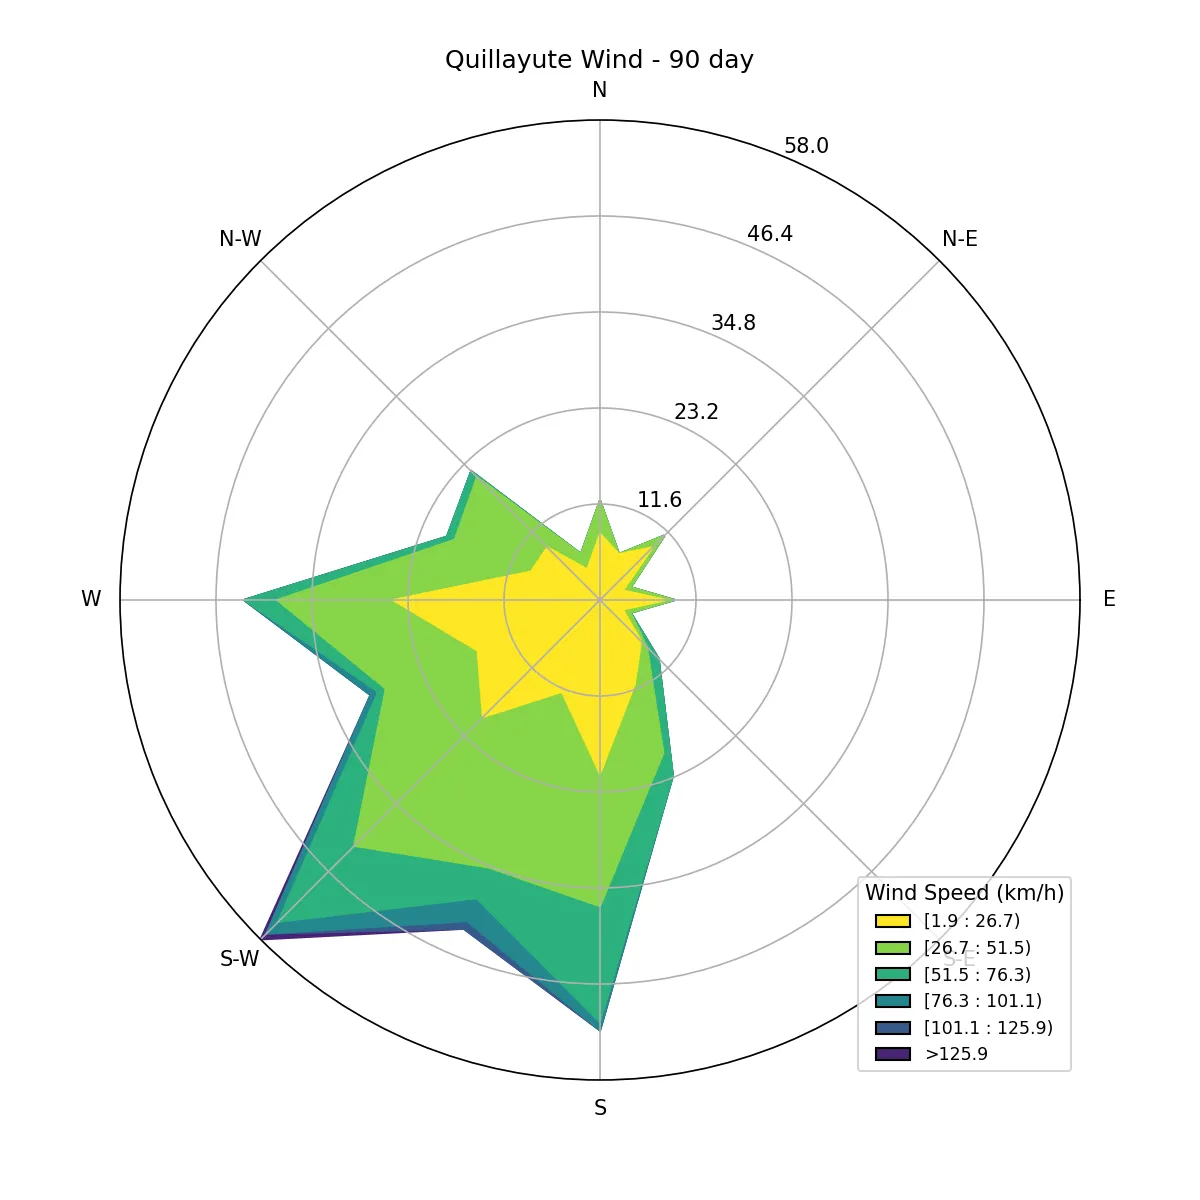 Quillayute Wind - 90 day
N
58.0
46.4
N-W
N-E
34.8
23.2
11.6
W
E
Wind Speed (km/h)
[1.9 : 26.7)
[26.7 : 51.5)
S-W
S-E
[51.5 : 76.3)
[76.3 : 101.1)
[101.1 : 125.9)
>125.9
S